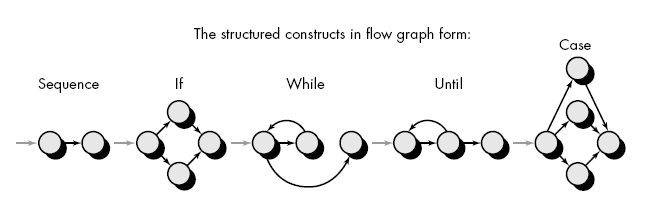 The structured constructs in flow graph form:
Sequence
If
While
Until
Case